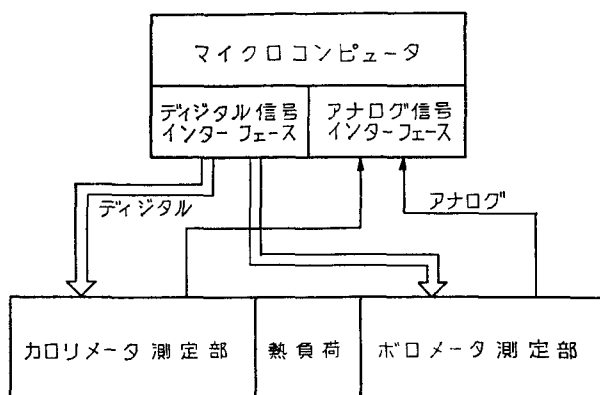 マイクロコンピュータ
ディジタル信号
インターフェース
アナログ信号
インターフェース
ディジタル
アナログ
カロリメータ測定部
熱負荷
ボロメータ測定部